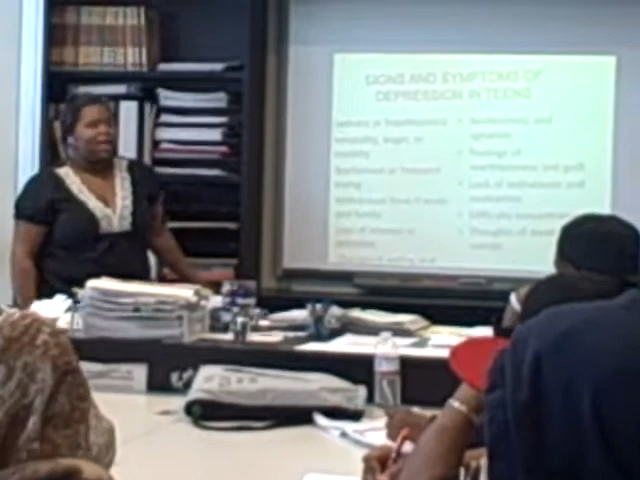 SIGNS AND SYMPTOMS OF
DEPRESSION IN TEENS
Sadness or hopelessness
Irritability, anger, or
hostility
Tearfulness or frequent
crying
Withdrawal from friends
and family
Loss of interest in
activities
Restlessness and
agitation
Feelings of
worthlessness and guilt
Lack of enthusiasm and
motivation
Difficulty concentrating
Thoughts of death